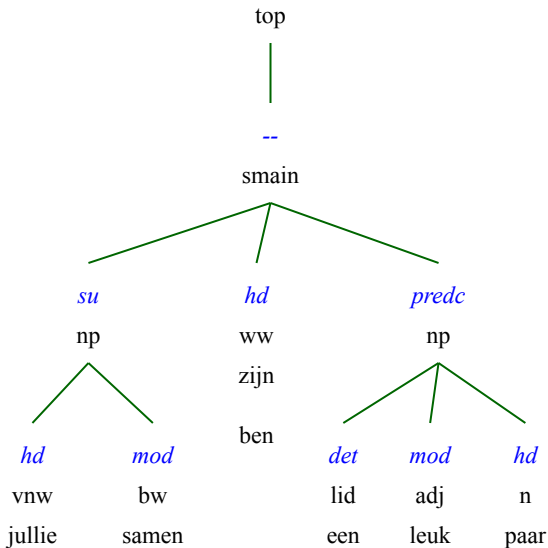 top
--
smain
su hd predc
np ww np
zijn
ben
hd mod det mod hd
vnw bw lid adj n
jullie samen een leuk paar